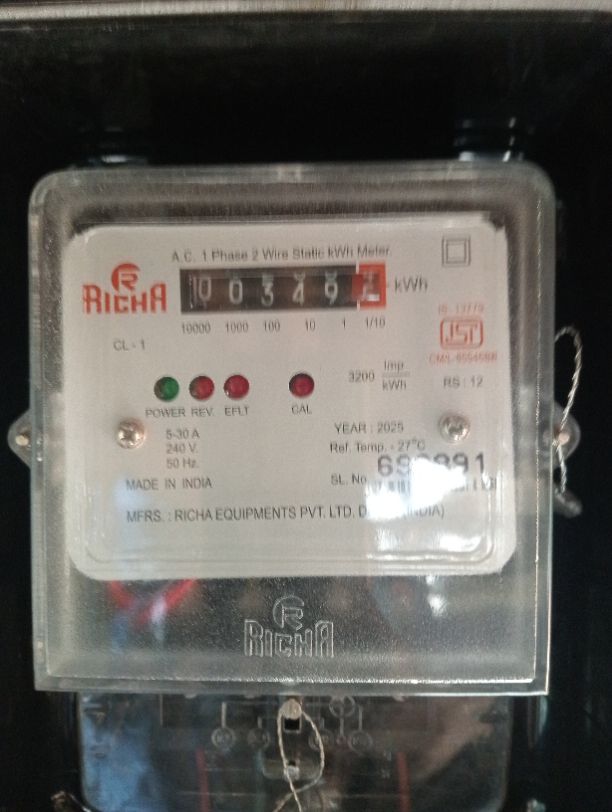 A.C. 1 Phase 2 Wire Static kWh Meter
RICHA
0 0 3 4 9
kWh
10000 1000 100 10 1 1/10
IS: 13779
CL - 1
3200 Imp/kWh
RS : 12
POWER REV. EFLT CAL
5-30 A
240 V.
50 Hz.
YEAR : 2025
Ref. Temp. - 27°C
MADE IN INDIA
SL. No.
MFRS. : RICHA EQUIPMENTS PVT. LTD.
RICHA